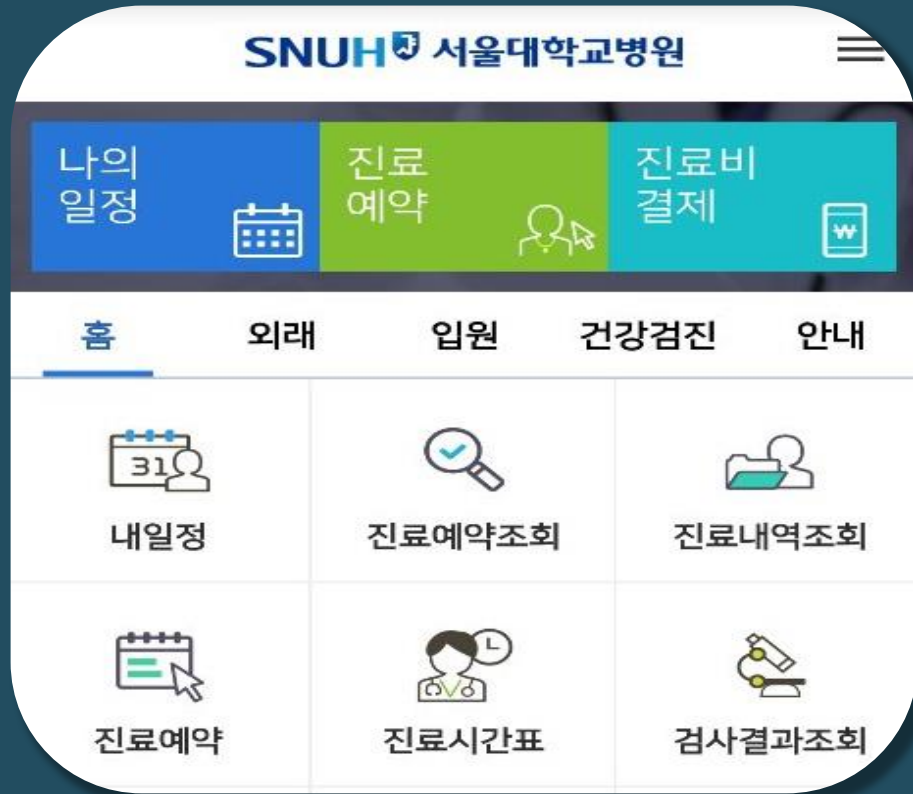 SNUH 서울대학교병원
나의
일정
진료
예약
진료비
결제
₩
홈 외래 입원 건강검진 안내
31
내일정 진료예약조회 진료내역조회
진료예약 진료시간표 검사결과조회